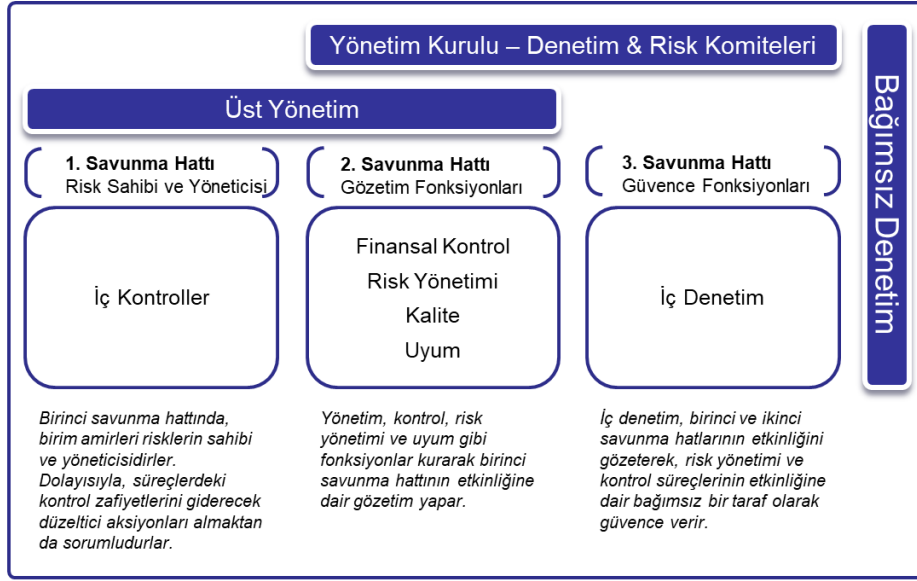 Yönetim Kurulu – Denetim & Risk Komiteleri
Üst Yönetim
1. Savunma Hattı
Risk Sahibi ve Yöneticisi
İç Kontroller
Birinci savunma hattında,
birim amirleri risklerin sahibi
ve yöneticisidirler.
Dolayısıyla, süreçlerdeki
kontrol zafiyetlerini giderecek
düzeltici aksiyonları almaktan
da sorumludurlar.
2. Savunma Hattı
Gözetim Fonksiyonları
Finansal Kontrol
Risk Yönetimi
Kalite
Uyum
Yönetim, kontrol, risk
yönetimi ve uyum gibi
fonksiyonlar kurarak birinci
savunma hattının etkinliğine
dair gözetim yapar.
3. Savunma Hattı
Güvence Fonksiyonları
İç Denetim
İç denetim, birinci ve ikinci
savunma hatlarının etkinliğini
gözeterek, risk yönetimi ve
kontrol süreçlerinin etkinliğine
dair bağımsız bir taraf olarak
güvence verir.
Bağımsız Denetim